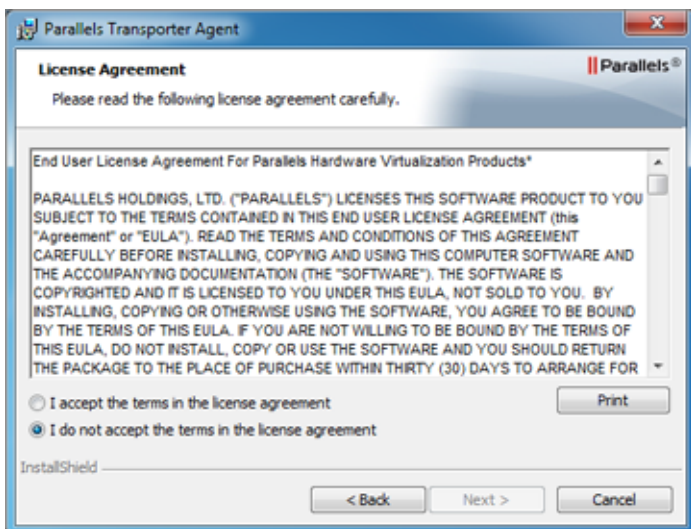 Parallels Transporter Agent
License Agreement
Parallels®
Please read the following license agreement carefully.
End User License Agreement For Parallels Hardware Virtualization Products*
PARALLELS HOLDINGS, LTD. ("PARALLELS") LICENSES THIS SOFTWARE PRODUCT TO YOU
SUBJECT TO THE TERMS CONTAINED IN THIS END USER LICENSE AGREEMENT (this
"Agreement" or "EULA"). READ THE TERMS AND CONDITIONS OF THIS AGREEMENT
CAREFULLY BEFORE INSTALLING, COPYING AND USING THIS COMPUTER SOFTWARE AND
THE ACCOMPANYING DOCUMENTATION (THE "SOFTWARE"). THE SOFTWARE IS
COPYRIGHTED AND IT IS LICENSED TO YOU UNDER THIS EULA, NOT SOLD TO YOU. BY
INSTALLING, COPYING OR OTHERWISE USING THE SOFTWARE, YOU AGREE TO BE BOUND
BY THE TERMS OF THIS EULA. IF YOU ARE NOT WILLING TO BE BOUND BY THE TERMS OF
THIS EULA, DO NOT INSTALL, COPY OR USE THE SOFTWARE AND YOU SHOULD RETURN
THE PACKAGE TO THE PLACE OF PURCHASE WITHIN THIRTY (30) DAYS TO ARRANGE FOR
I accept the terms in the license agreement
Print
I do not accept the terms in the license agreement
InstallShield
< Back
Next >
Cancel